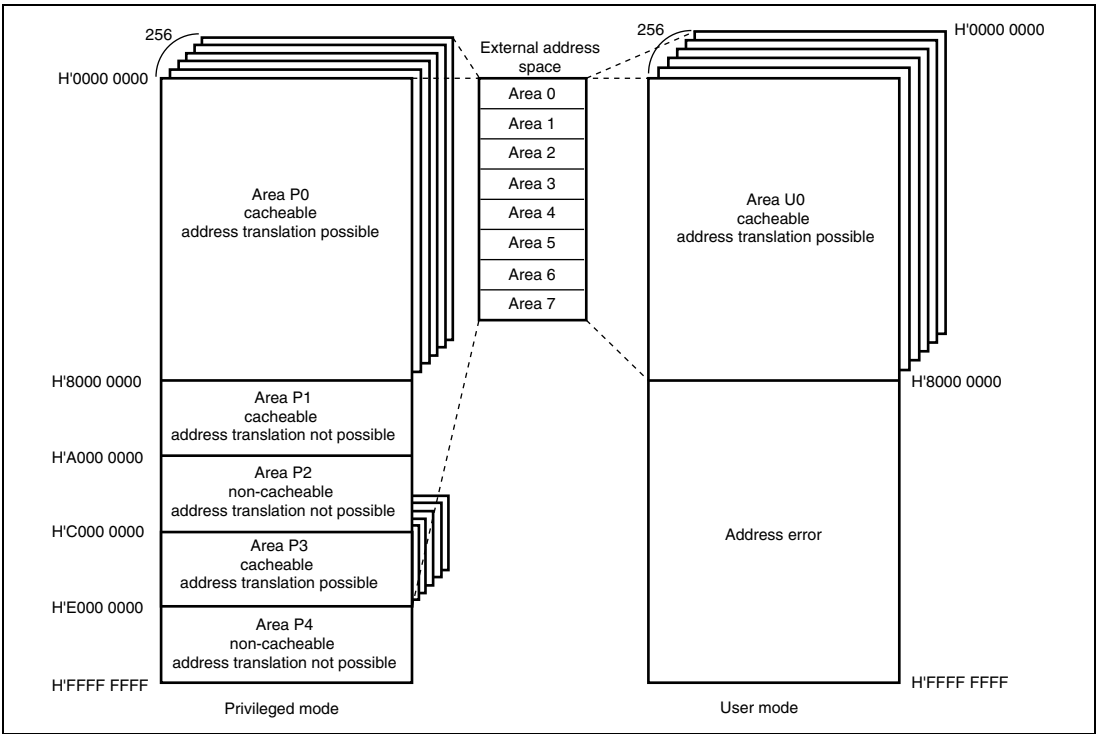 256
H'0000 0000
Area P0
cacheable
address translation possible
H'8000 0000
Area P1
cacheable
address translation not possible
H'A000 0000
Area P2
non-cacheable
address translation not possible
H'C000 0000
Area P3
cacheable
address translation possible
H'E000 0000
Area P4
non-cacheable
address translation not possible
H'FFFF FFFF
Privileged mode
External address
space
Area 0
Area 1
Area 2
Area 3
Area 4
Area 5
Area 6
Area 7
256
H'0000 0000
Area U0
cacheable
address translation possible
H'8000 0000
Address error
H'FFFF FFFF
User mode